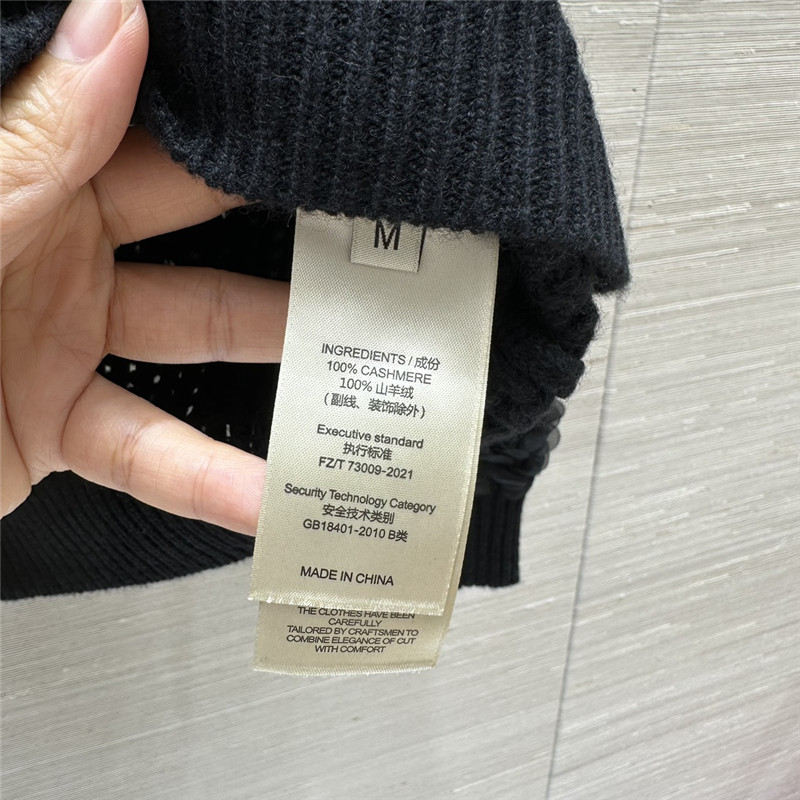 M
INGREDIENTS / 成份
100% CASHMERE
100% 山羊绒
（副线、装饰除外）
Executive standard
执行标准
FZ/T 73009-2021
Security Technology Category
安全技术类别
GB18401-2010 B类
MADE IN CHINA
THE CLOTHES HAVE BEEN
CAREFULLY
TAILORED BY CRAFTSMEN TO
COMBINE ELEGANCE OF CUT
WITH COMFORT